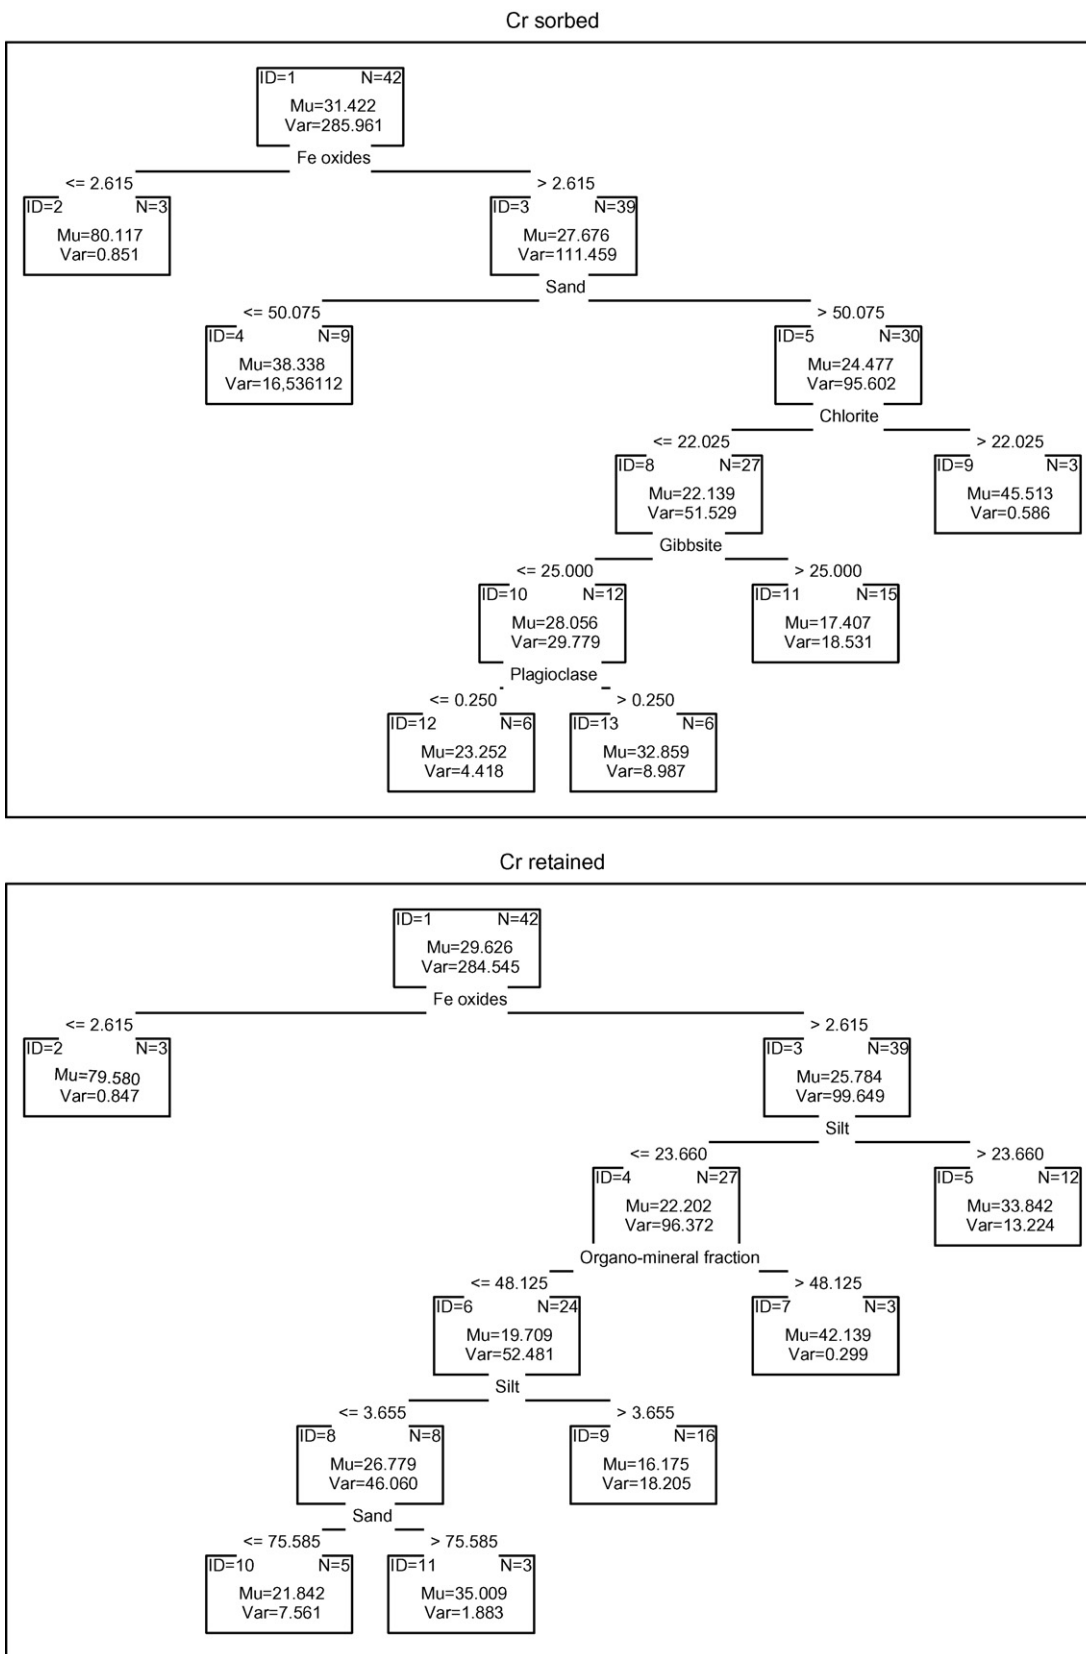 Cr sorbed
ID=1 N=42
Mu=31.422
Var=285.961
Fe oxides
<= 2.615 > 2.615
ID=2 N=3 ID=3 N=39
Mu=80.117 Mu=27.676
Var=0.851 Var=111.459
Sand
<= 50.075 > 50.075
ID=4 N=9 ID=5 N=30
Mu=38.338 Mu=24.477
Var=16,536112 Var=95.602
Chlorite
<= 22.025 > 22.025
ID=8 N=27 ID=9 N=3
Mu=22.139 Mu=45.513
Var=51.529 Var=0.586
Gibbsite
<= 25.000 > 25.000
ID=10 N=12 ID=11 N=15
Mu=28.056 Mu=17.407
Var=29.779 Var=18.531
Plagioclase
<= 0.250 > 0.250
ID=12 N=6 ID=13 N=6
Mu=23.252 Mu=32.859
Var=4.418 Var=8.987
Cr retained
ID=1 N=42
Mu=29.626
Var=284.545
Fe oxides
<= 2.615 > 2.615
ID=2 N=3 ID=3 N=39
Mu=79.580 Mu=25.784
Var=0.847 Var=99.649
Silt
<= 23.660 > 23.660
ID=4 N=27 ID=5 N=12
Mu=22.202 Mu=33.842
Var=96.372 Var=13.224
Organo-mineral fraction
<= 48.125 > 48.125
ID=6 N=24 ID=7 N=3
Mu=19.709 Mu=42.139
Var=52.481 Var=0.299
Silt
<= 3.655 > 3.655
ID=8 N=8 ID=9 N=16
Mu=26.779 Mu=16.175
Var=46.060 Var=18.205
Sand
<= 75.585 > 75.585
ID=10 N=5 ID=11 N=3
Mu=21.842 Mu=35.009
Var=7.561 Var=1.883